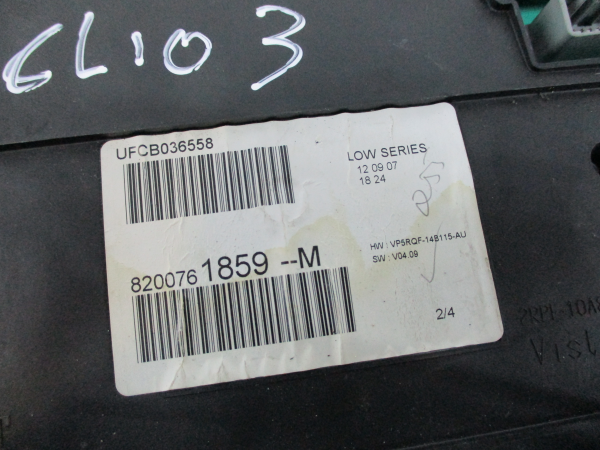 CLIO 3
UFCB036558
LOW SERIES
12 09 07
18 24
HW : VP5RQF-14B115-AU
SW : V04.09
8200761859 --M
2/4